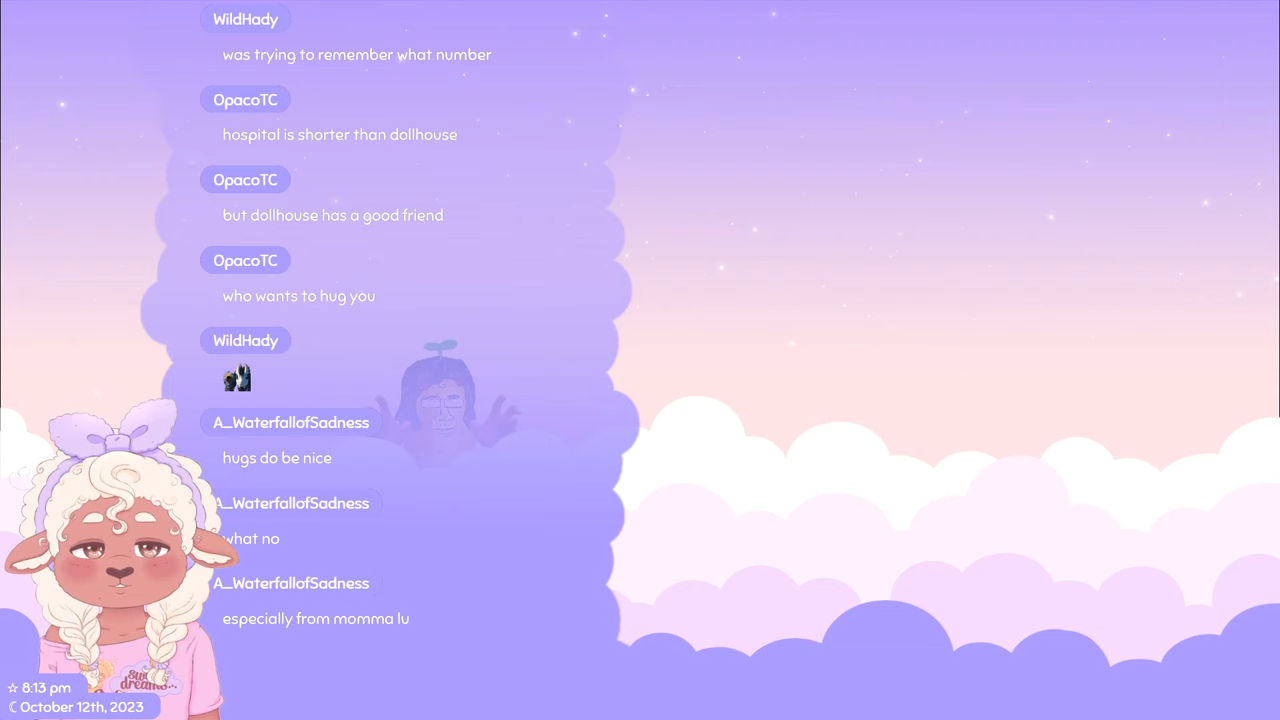 WildHady
was trying to remember what number
OpacoTC
hospital is shorter than dollhouse
OpacoTC
but dollhouse has a good friend
OpacoTC
who wants to hug you
WildHady
A_WaterfallofSadness
hugs do be nice
A_WaterfallofSadness
what no
A_WaterfallofSadness
especially from momma lu
dreams...
☆ 8:13 pm
☾ October 12th, 2023